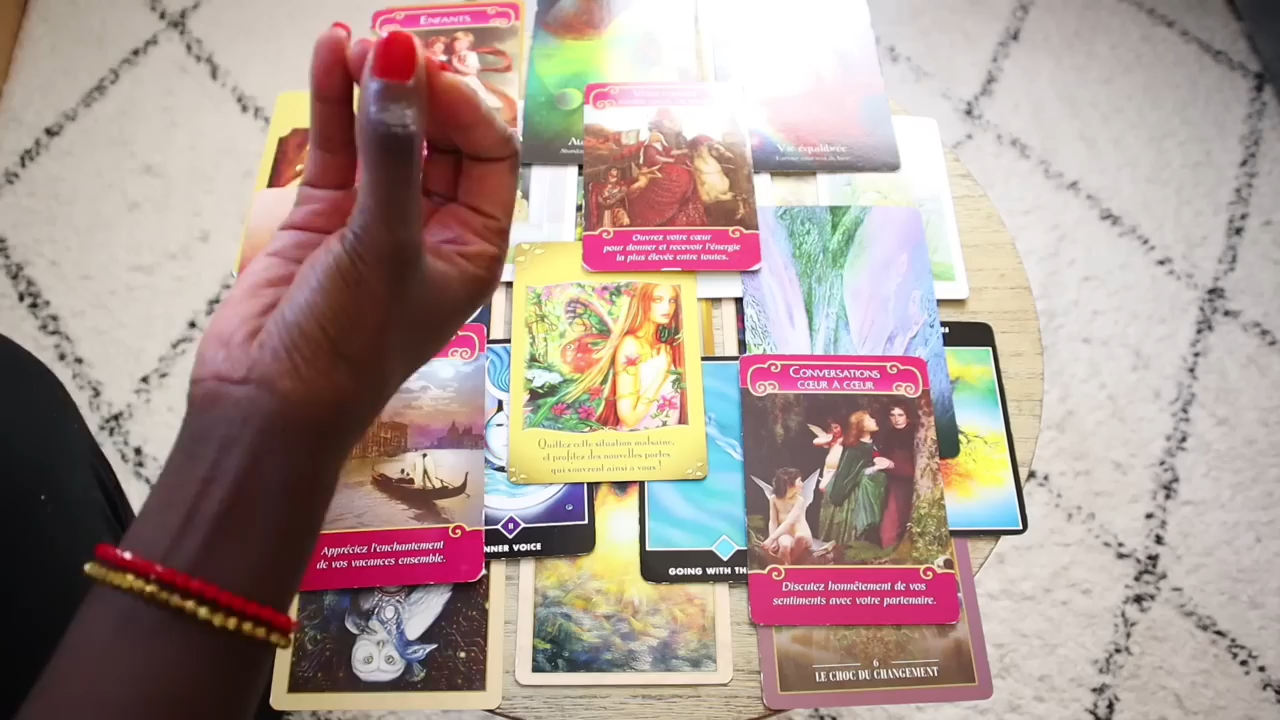 ENFANTS
Vie équilibrée
Ouvrez votre cœur
pour donner et recevoir l'énergie
la plus élevée entre toutes.
CONVERSATIONS
CŒUR À CŒUR
Quittez cette situation malsaine,
et profitez des nouvelles portes
qui s'ouvrent ainsi à vous !
Appréciez l'enchantement
de vos vacances ensemble.
II
NNER VOICE
GOING WITH TH
Discutez honnêtement de vos
sentiments avec votre partenaire.
6
LE CHOC DU CHANGEMENT